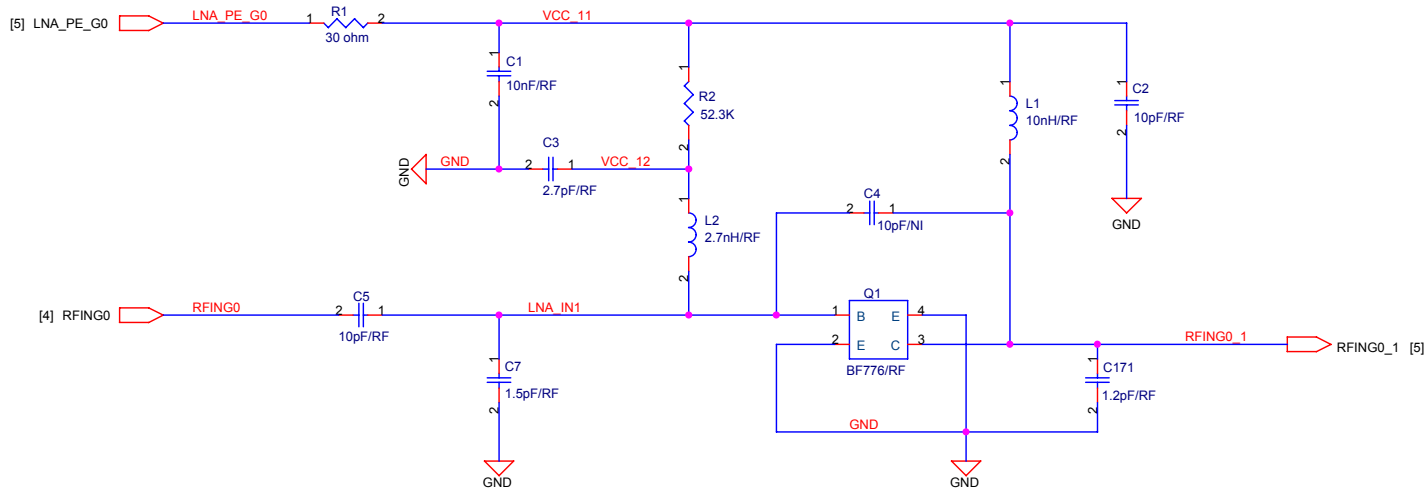 [5] LNA_PE_G0
LNA_PE_G0
1 R1 2
30 ohm
VCC_11
1
C1
10nF/RF
2
1
R2
52.3K
2
1
L1
10nH/RF
2
1
C2
10pF/RF
2
GND
GND
GND
2 C3 1
2.7pF/RF
VCC_12
1
L2
2.7nH/RF
2
2 C4 1
10pF/NI
[4] RFING0
RFING0
2 C5 1
10pF/RF
LNA_IN1
1
C7
1.5pF/RF
2
GND
Q1
1 B E 4
2 E C 3
BF776/RF
GND
GND
RFING0_1
RFING0_1 [5]
1
C171
1.2pF/RF
2